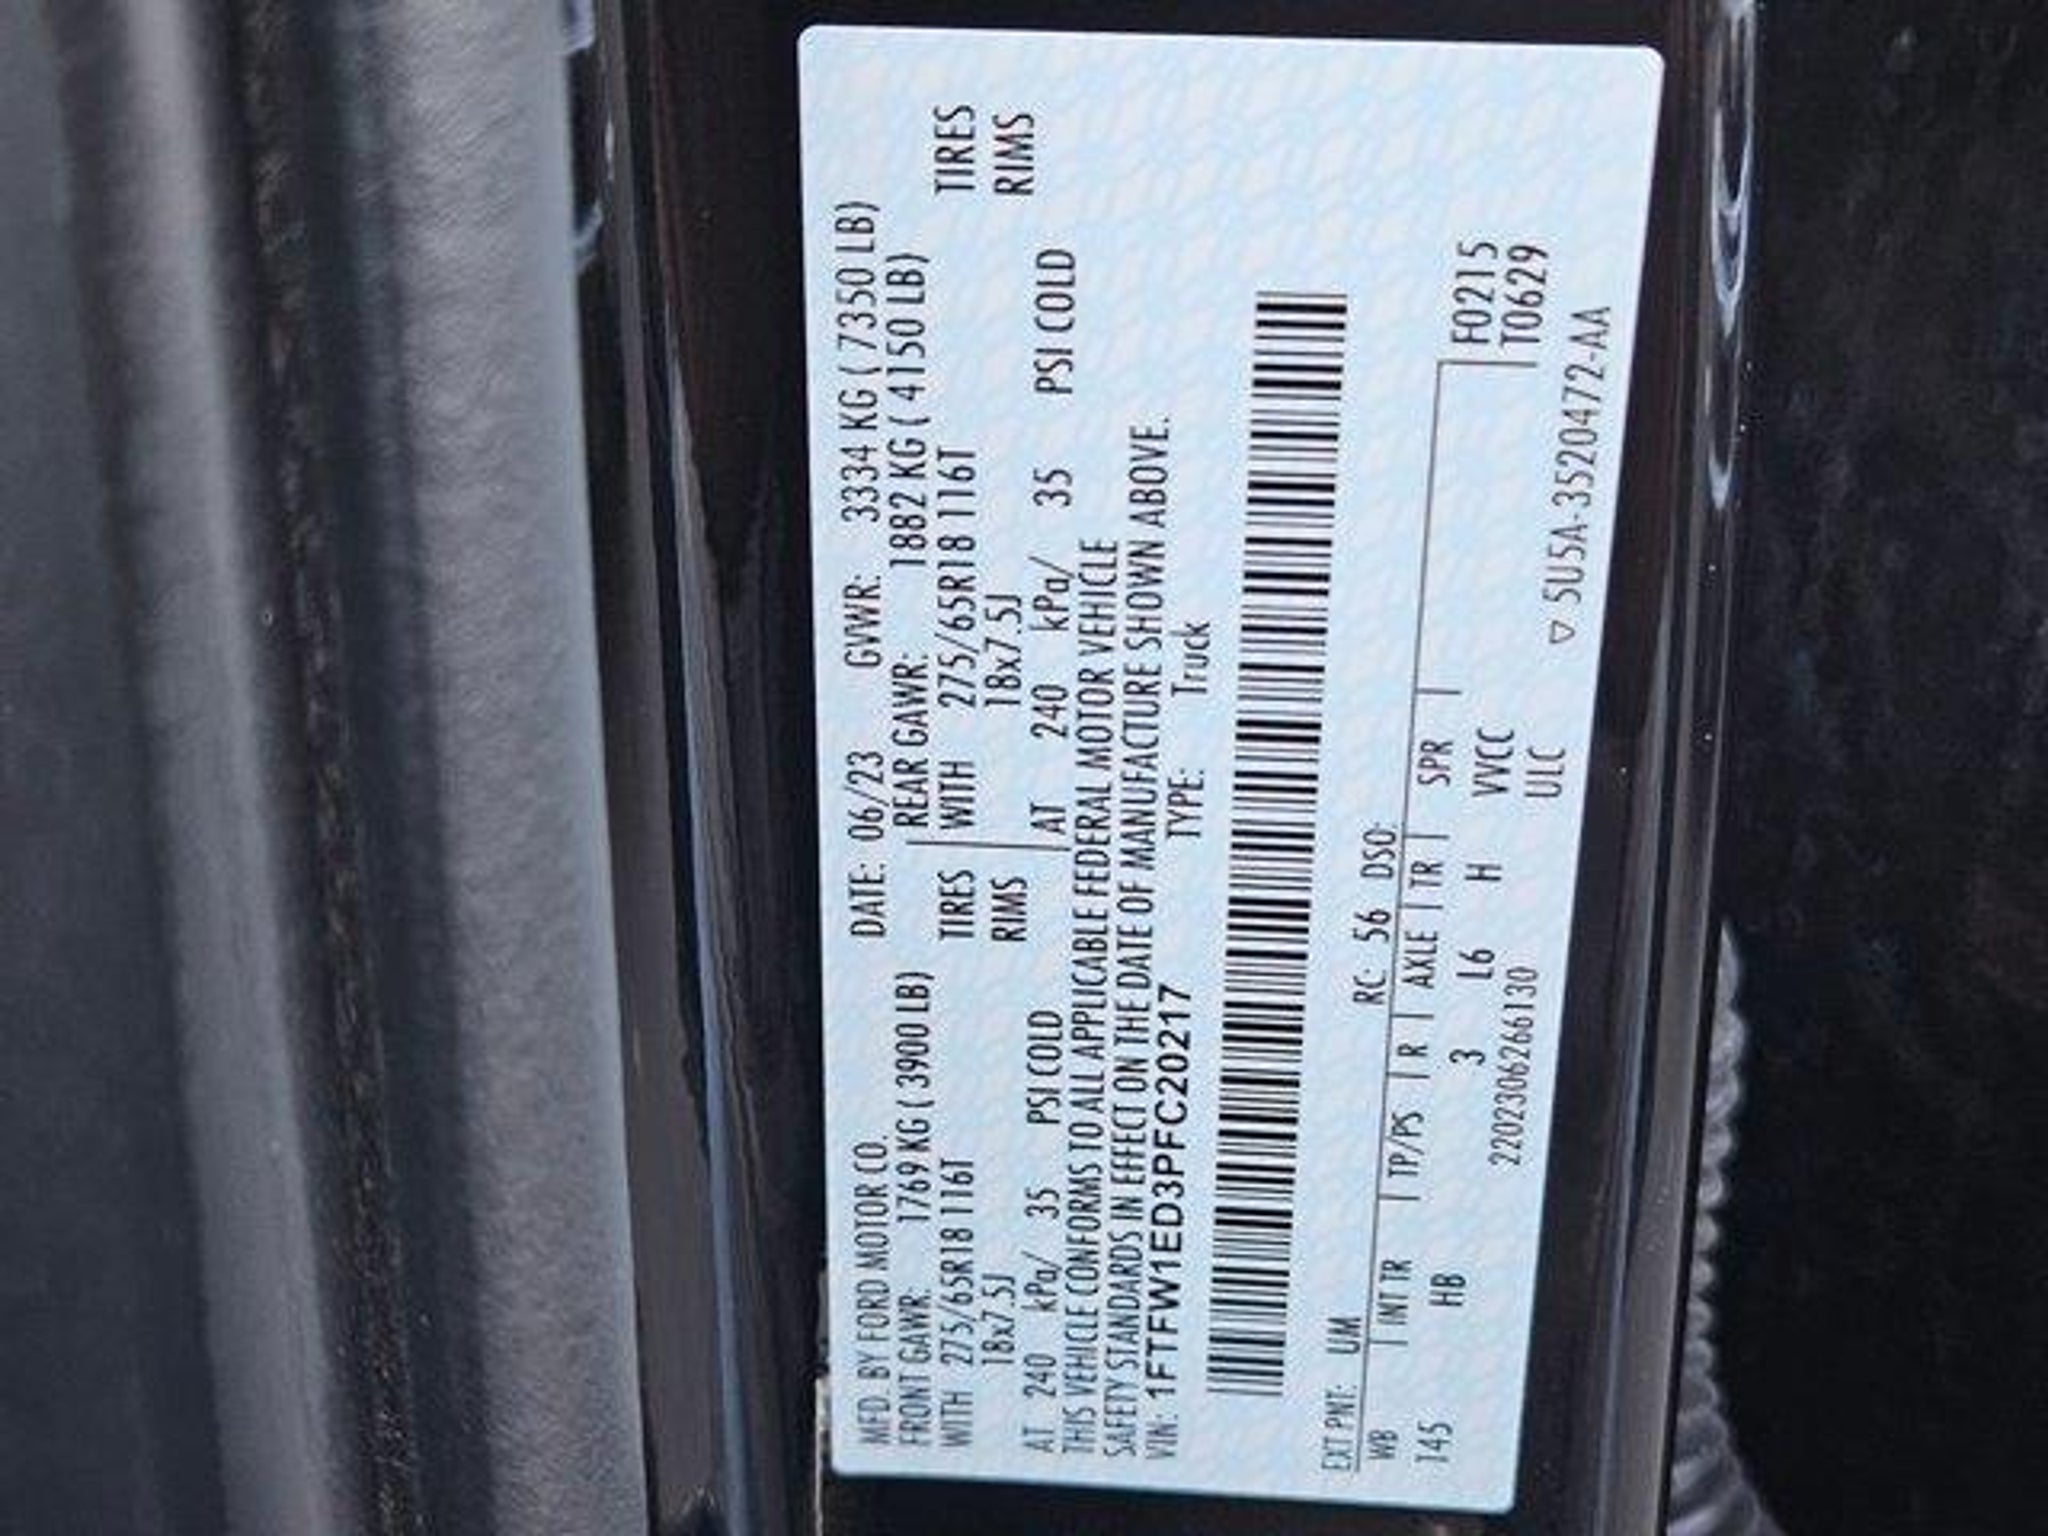 MFD. BY FORD MOTOR CO. DATE: 06/23 GVWR: 3334 KG ( 7350 LB)
FRONT GAWR: 1769 KG ( 3900 LB) REAR GAWR: 1882 KG ( 4150 LB)
WITH 275/65R18 116T TIRES WITH 275/65R18 116T TIRES
18x7.5J RIMS 18x7.5J RIMS
AT 240 kPa/ 35 PSI COLD AT 240 kPa/ 35 PSI COLD
THIS VEHICLE CONFORMS TO ALL APPLICABLE FEDERAL MOTOR VEHICLE
SAFETY STANDARDS IN EFFECT ON THE DATE OF MANUFACTURE SHOWN ABOVE.
VIN: 1FTFW1ED3PFC20217 TYPE: Truck
EXT PNT: UM RC: 56 DSO:
WB INT TR TP/PS R AXLE TR SPR F0215
145 HB 3 L6 H VVCC T0629
2202306266130 ULC
▽ 5U5A-3520472-AA